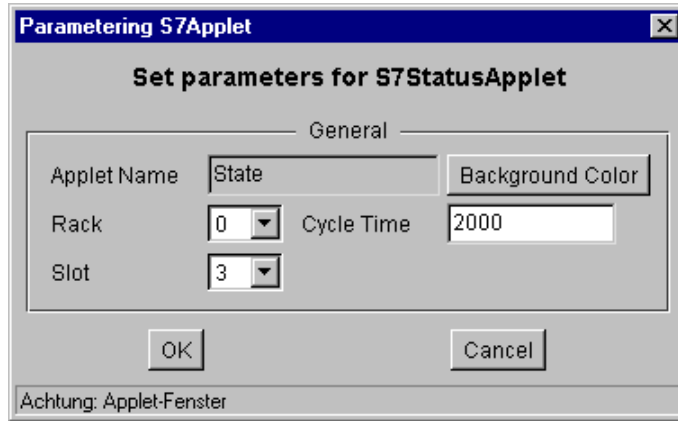 Parametering S7Applet
Set parameters for S7StatusApplet
General
Applet Name State Background Color
Rack 0 Cycle Time 2000
Slot 3
OK Cancel
Achtung: Applet-Fenster